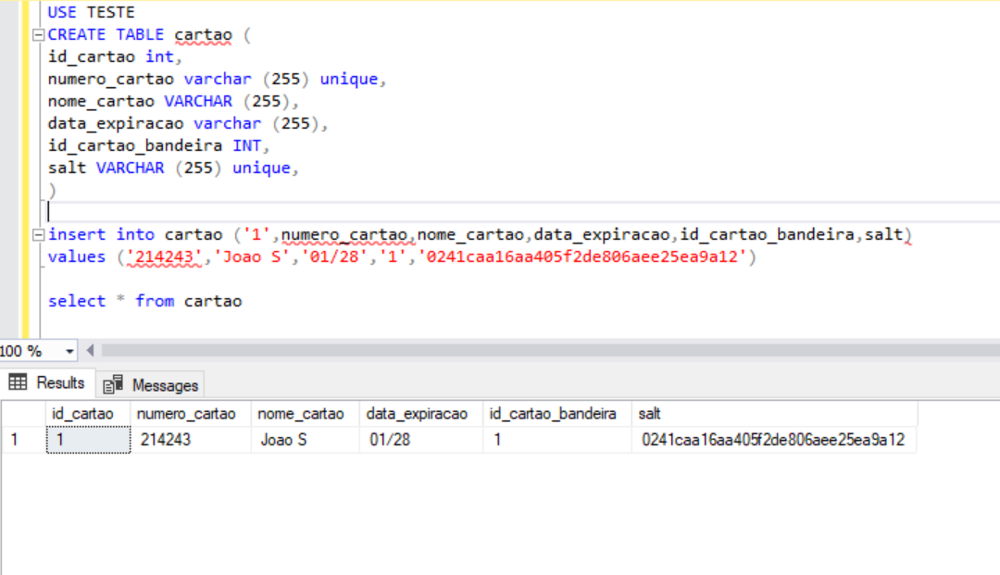 USE TESTE
CREATE TABLE cartao (
id_cartao int,
numero_cartao varchar (255) unique,
nome_cartao VARCHAR (255),
data_expiracao varchar (255),
id_cartao_bandeira INT,
salt VARCHAR (255) unique,
)
insert into cartao ('1',numero_cartao,nome_cartao,data_expiracao,id_cartao_bandeira,salt)
values ('214243','Joao S','01/28','1','0241caa16aa405f2de806aee25ea9a12')
select * from cartao
100 %
Results Messages
id_cartao numero_cartao nome_cartao data_expiracao id_cartao_bandeira salt
1 1 214243 Joao S 01/28 1 0241caa16aa405f2de806aee25ea9a12